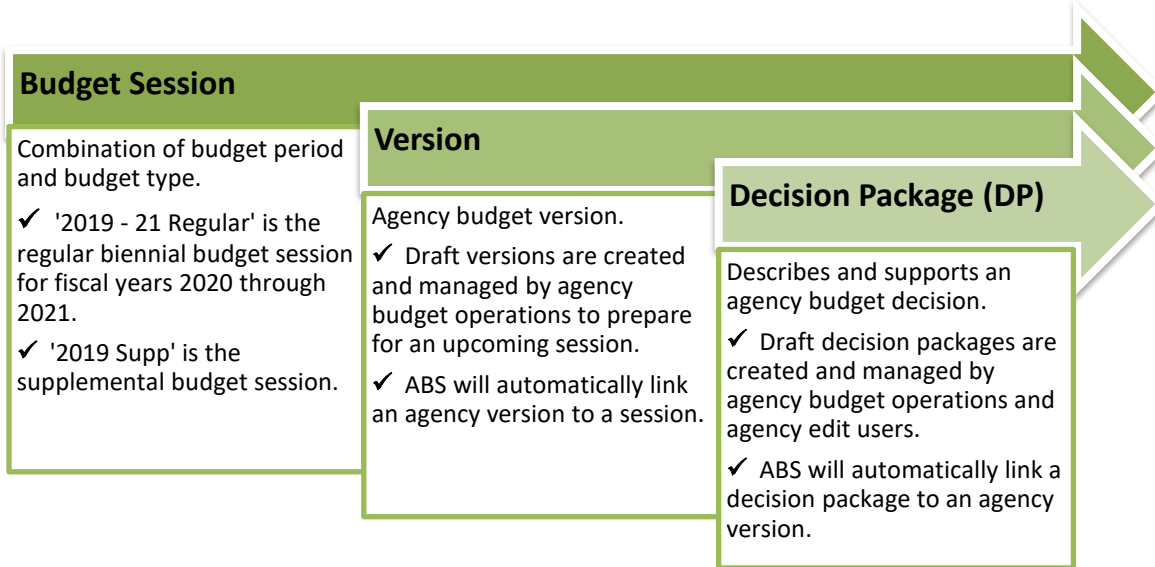 Budget Session
Combination of budget period
and budget type.
✓ '2019 - 21 Regular' is the
regular biennial budget session
for fiscal years 2020 through
2021.
✓ '2019 Supp' is the
supplemental budget session.
Version
Agency budget version.
✓ Draft versions are created
and managed by agency
budget operations to prepare
for an upcoming session.
✓ ABS will automatically link
an agency version to a session.
Decision Package (DP)
Describes and supports an
agency budget decision.
✓ Draft decision packages are
created and managed by
agency budget operations and
agency edit users.
✓ ABS will automatically link a
decision package to an agency
version.